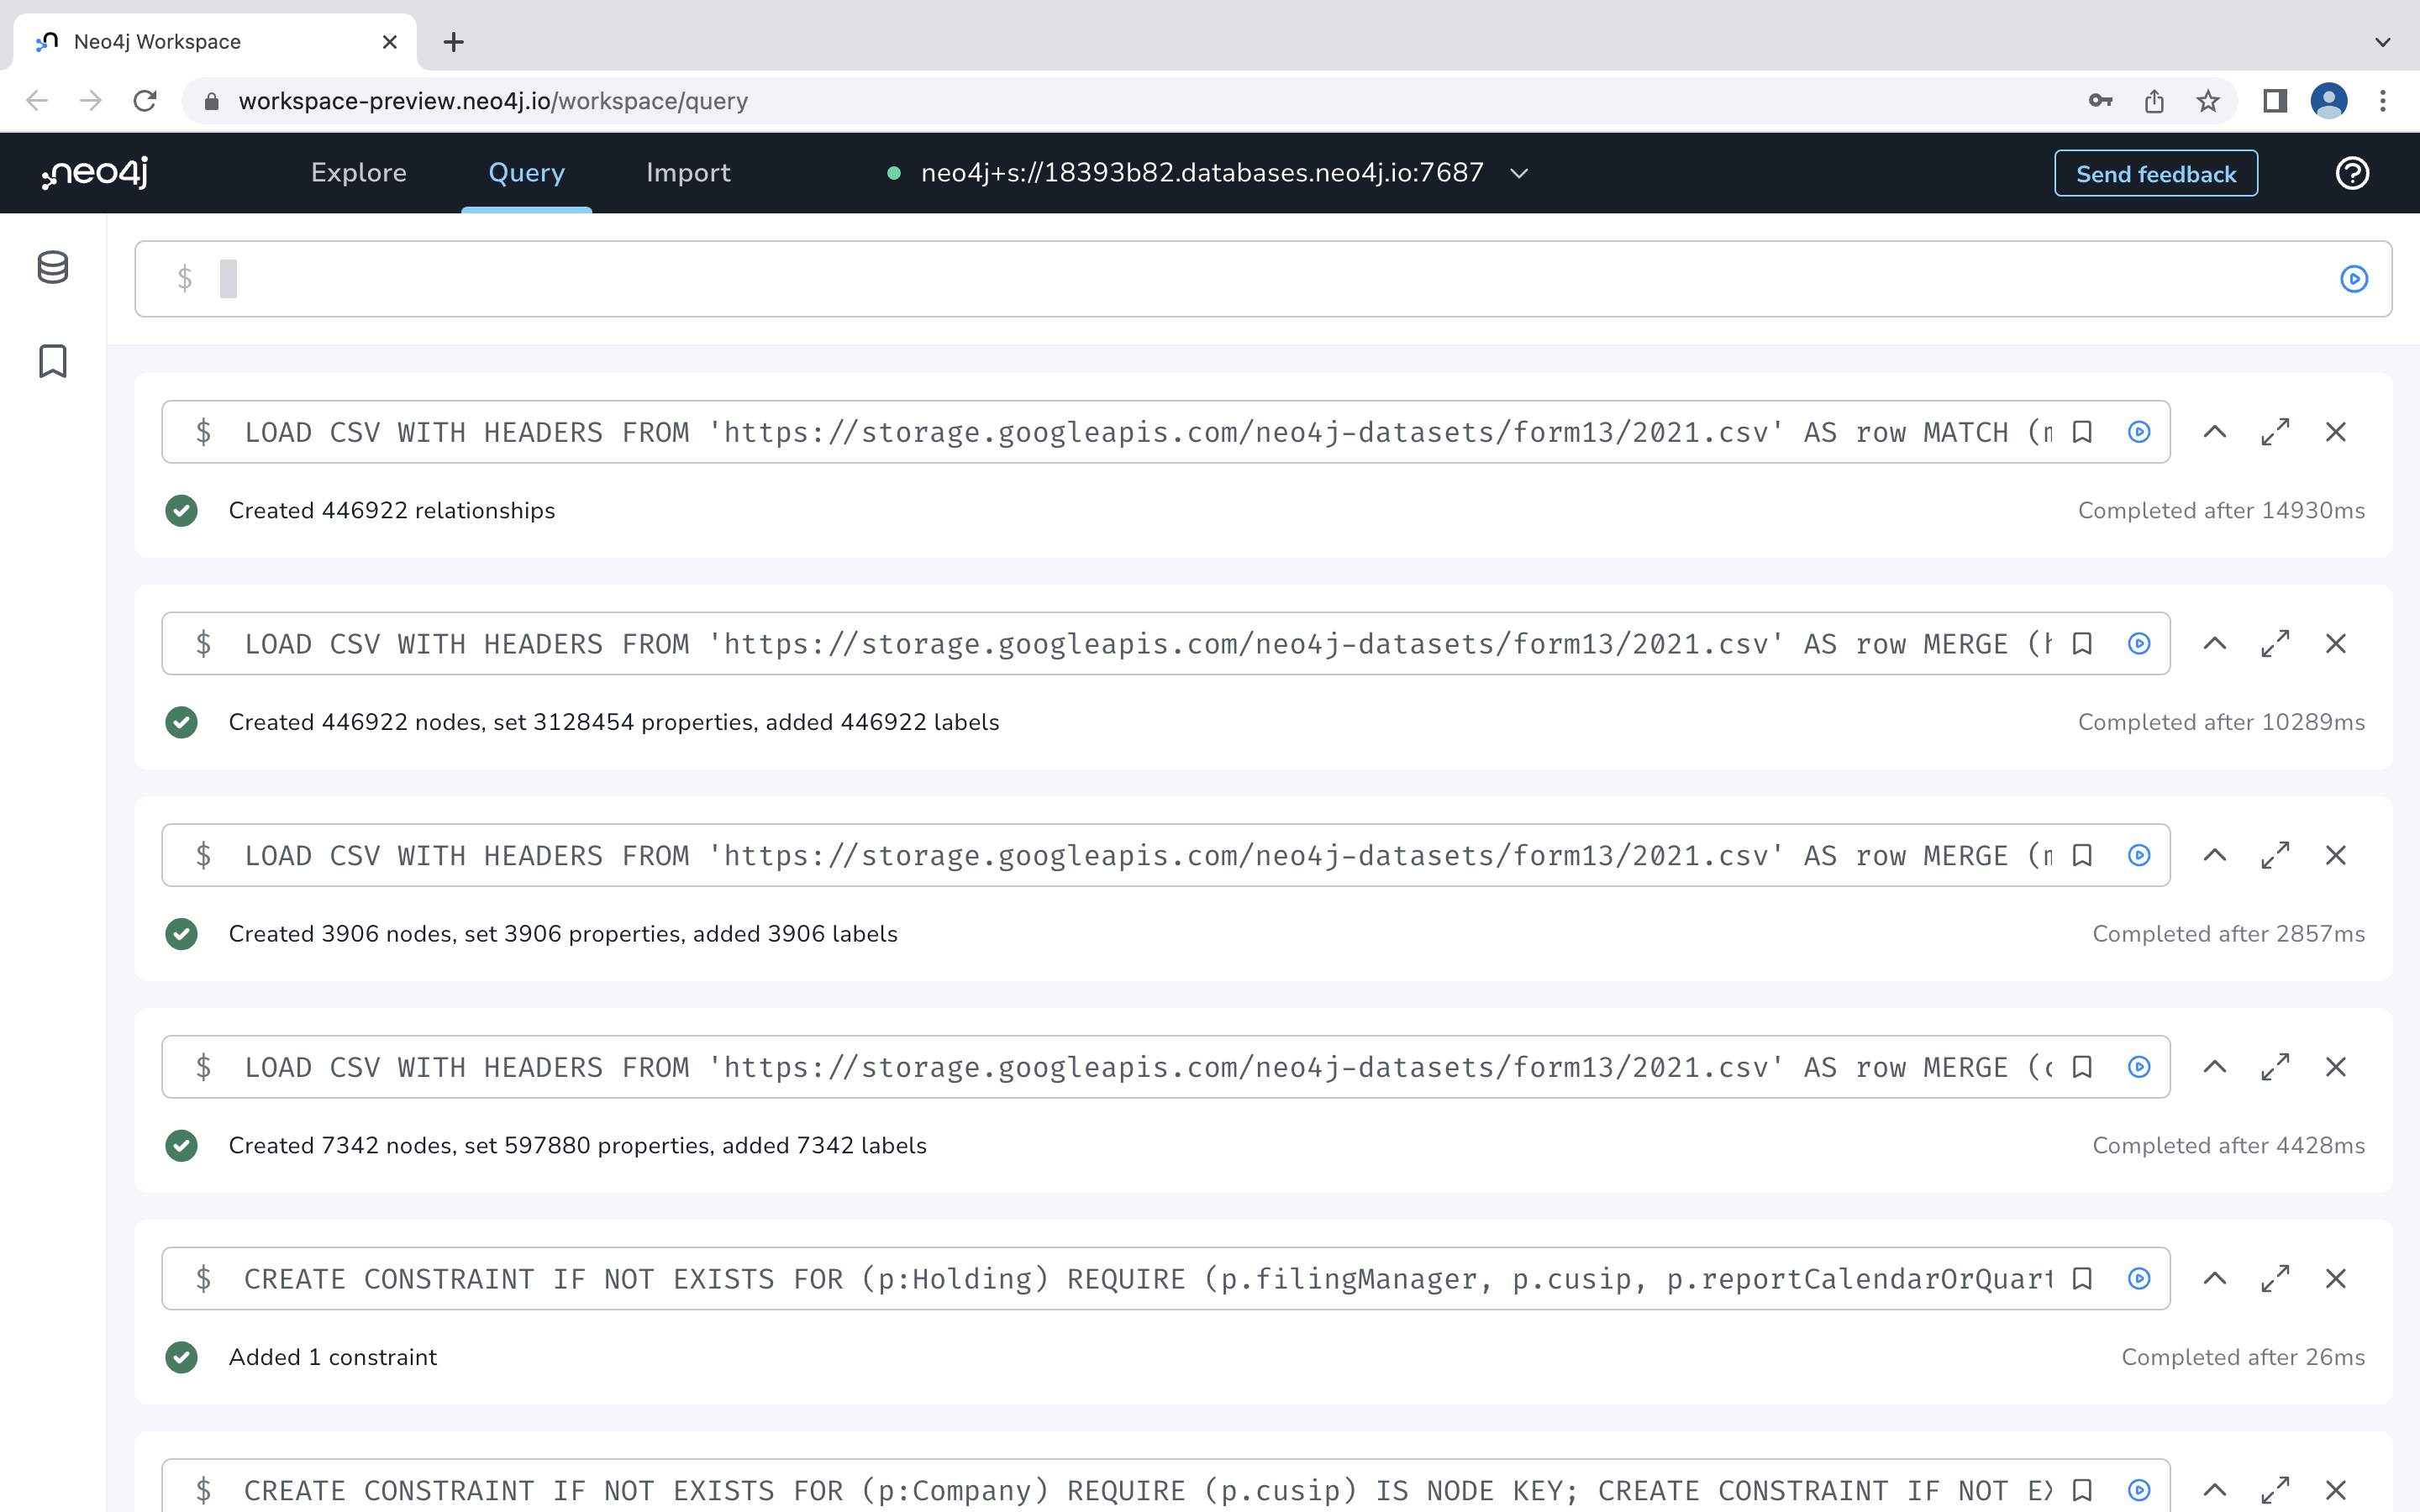 Neo4j Workspace
workspace-preview.neo4j.io/workspace/query
neo4j Explore Query Import neo4j+s://18393b82.databases.neo4j.io:7687 Send feedback
$
$ LOAD CSV WITH HEADERS FROM 'https://storage.googleapis.com/neo4j-datasets/form13/2021.csv' AS row MATCH (
Created 446922 relationships Completed after 14930ms
$ LOAD CSV WITH HEADERS FROM 'https://storage.googleapis.com/neo4j-datasets/form13/2021.csv' AS row MERGE (
Created 446922 nodes, set 3128454 properties, added 446922 labels Completed after 10289ms
$ LOAD CSV WITH HEADERS FROM 'https://storage.googleapis.com/neo4j-datasets/form13/2021.csv' AS row MERGE (
Created 3906 nodes, set 3906 properties, added 3906 labels Completed after 2857ms
$ LOAD CSV WITH HEADERS FROM 'https://storage.googleapis.com/neo4j-datasets/form13/2021.csv' AS row MERGE (
Created 7342 nodes, set 597880 properties, added 7342 labels Completed after 4428ms
$ CREATE CONSTRAINT IF NOT EXISTS FOR (p:Holding) REQUIRE (p.filingManager, p.cusip, p.reportCalendarOrQuart
Added 1 constraint Completed after 26ms
$ CREATE CONSTRAINT IF NOT EXISTS FOR (p:Company) REQUIRE (p.cusip) IS NODE KEY; CREATE CONSTRAINT IF NOT EX